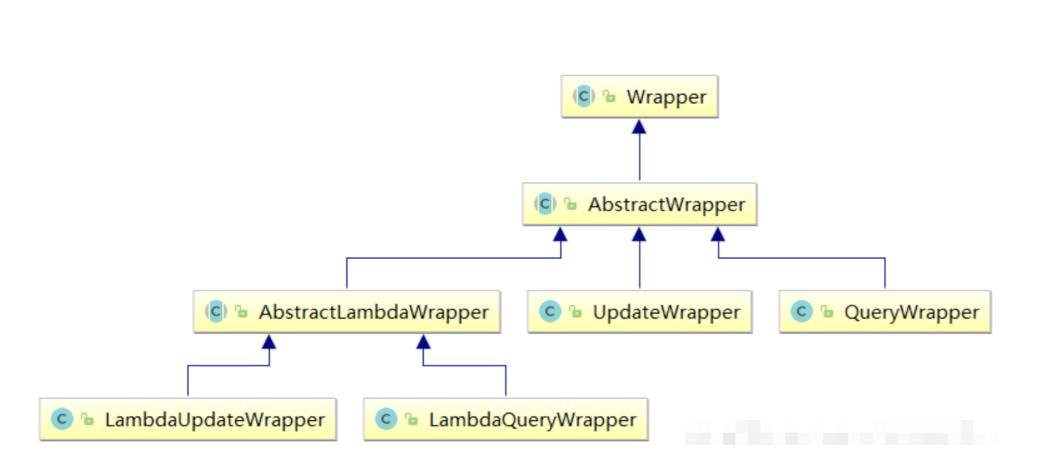 C Wrapper
C AbstractWrapper
C AbstractLambdaWrapper
C UpdateWrapper
C QueryWrapper
C LambdaUpdateWrapper
C LambdaQueryWrapper